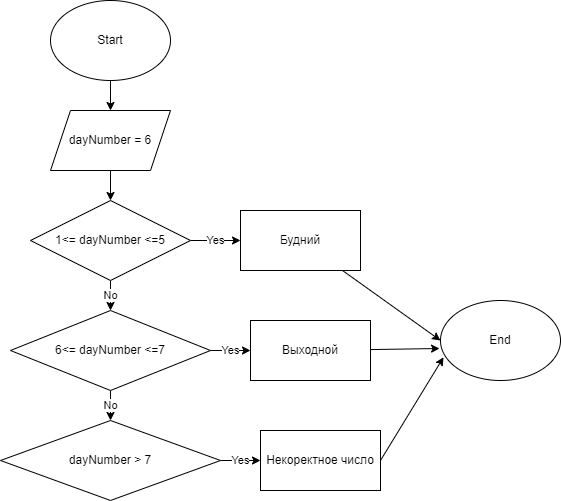 Start
dayNumber = 6
1<= dayNumber <=5
Yes
Будний
No
End
6<= dayNumber <=7
Yes
Выходной
No
dayNumber > 7
Yes
Некоректное число